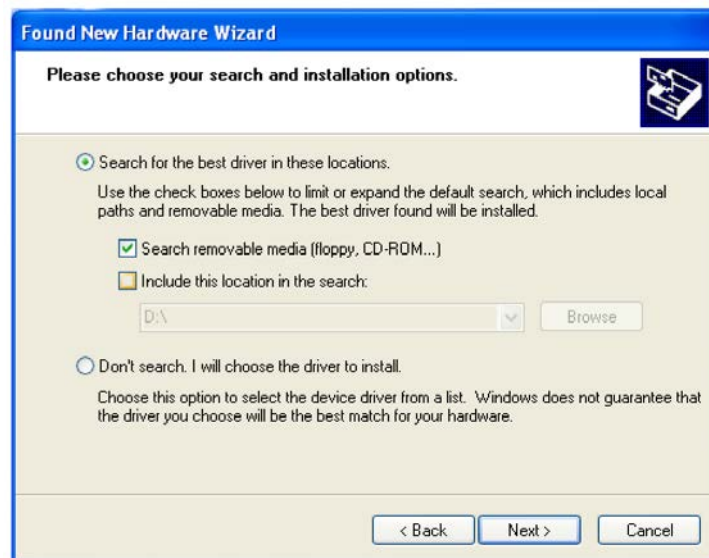 Found New Hardware Wizard
Please choose your search and installation options.
Search for the best driver in these locations.
Use the check boxes below to limit or expand the default search, which includes local
paths and removable media. The best driver found will be installed.
Search removable media (floppy, CD-ROM...)
Include this location in the search:
D:\
Browse
Don't search. I will choose the driver to install.
Choose this option to select the device driver from a list. Windows does not guarantee that
the driver you choose will be the best match for your hardware.
< Back
Next >
Cancel